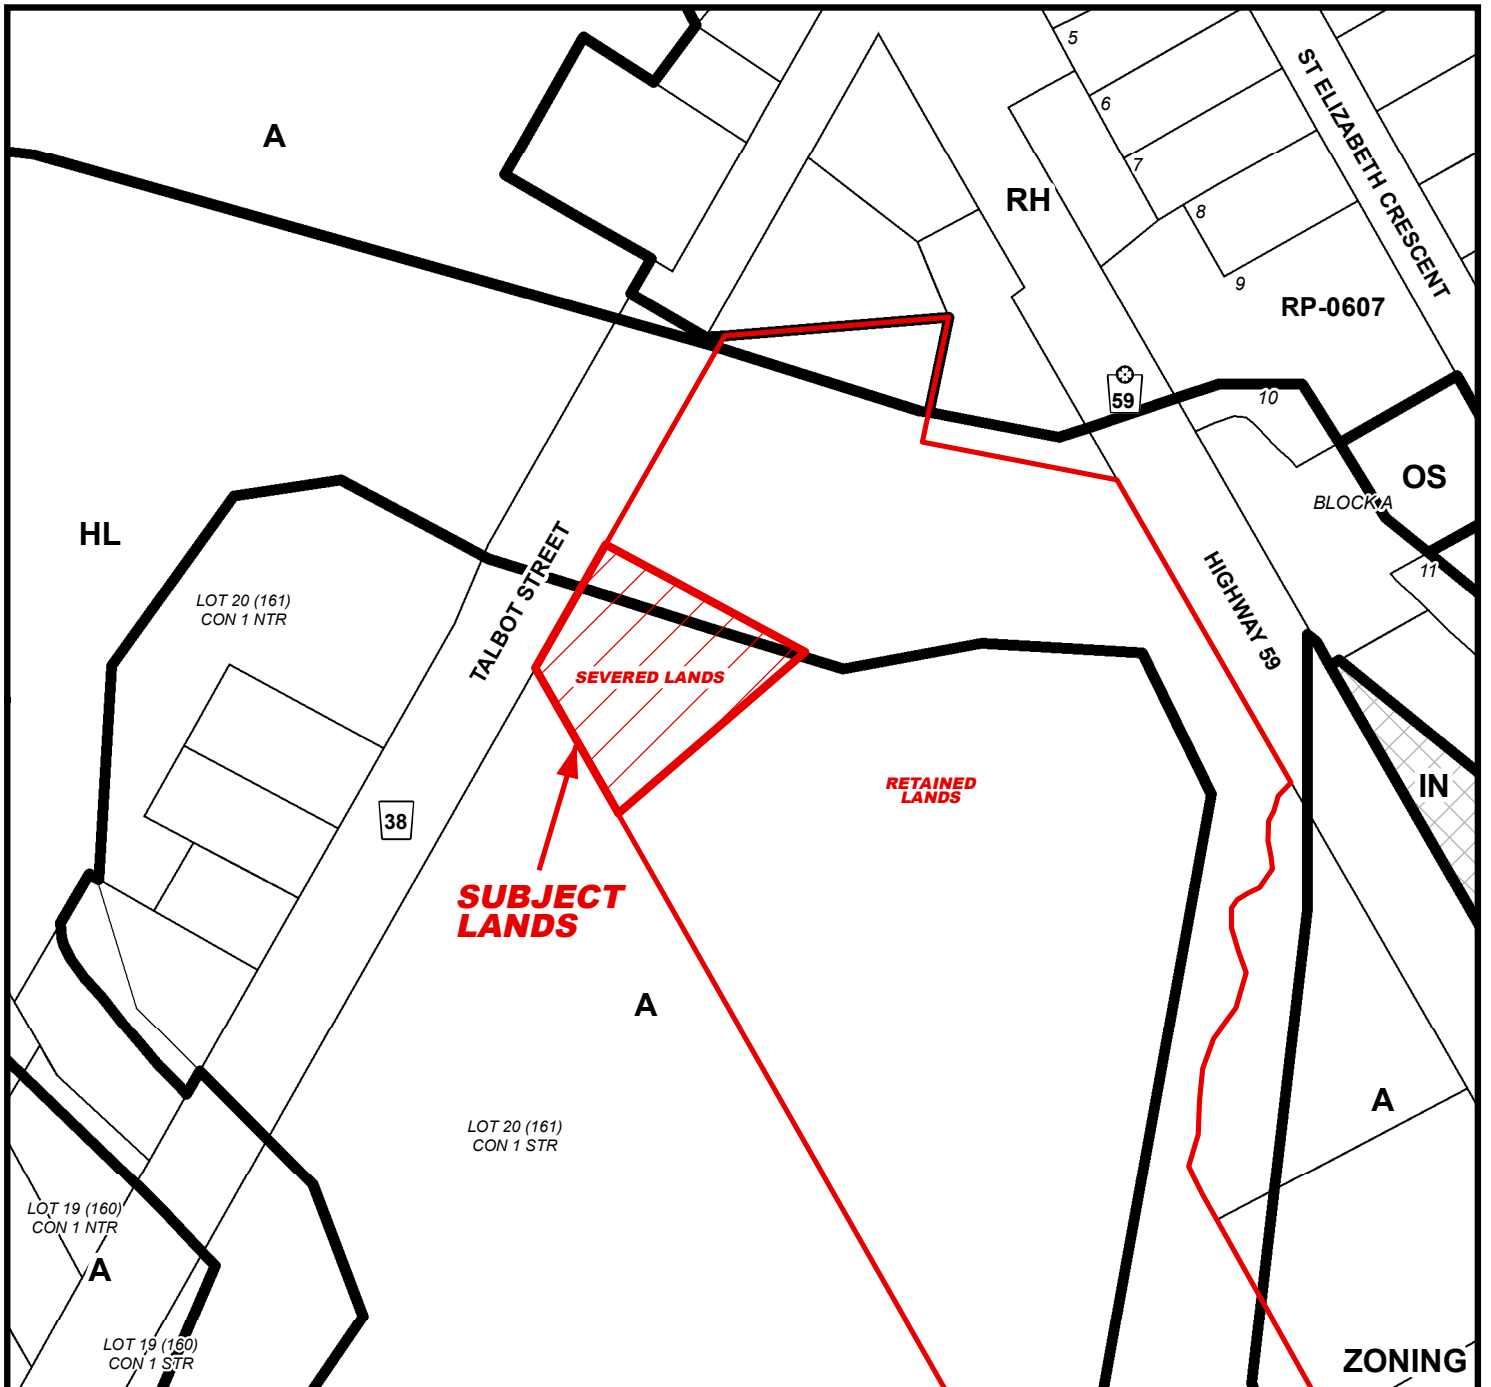 5
ST ELIZABETH CRESCENT
6
A
7
RH
8
9
RP-0607
59
10
OS
BLOCK A
HL
TALBOT STREET
HIGHWAY 59
11
LOT 20 (161)
CON 1 NTR
SEVERED LANDS
RETAINED
LANDS
IN
38
SUBJECT
LANDS
A
A
LOT 20 (161)
CON 1 STR
LOT 19 (160)
CON 1 NTR
A
LOT 19 (160)
CON 1 STR
ZONING